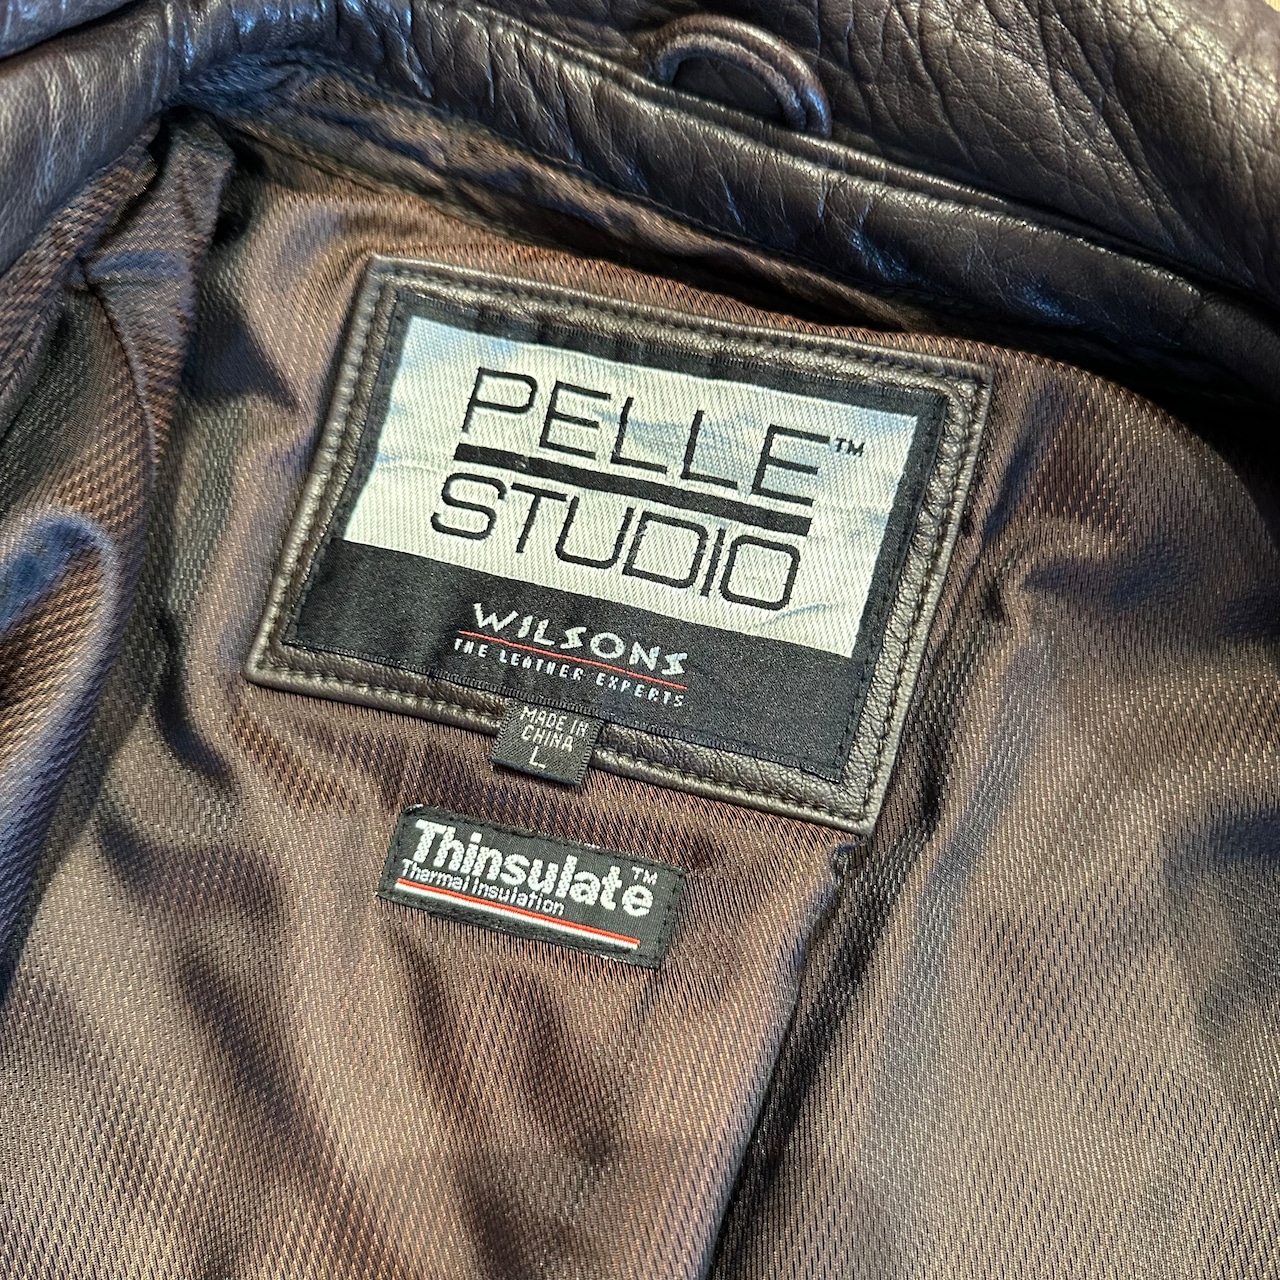 PELLE™
STUDIO
WILSONS
THE LEATHER EXPERTS
MADE IN
CHINA
L
Thinsulate™
Thermal Insulation